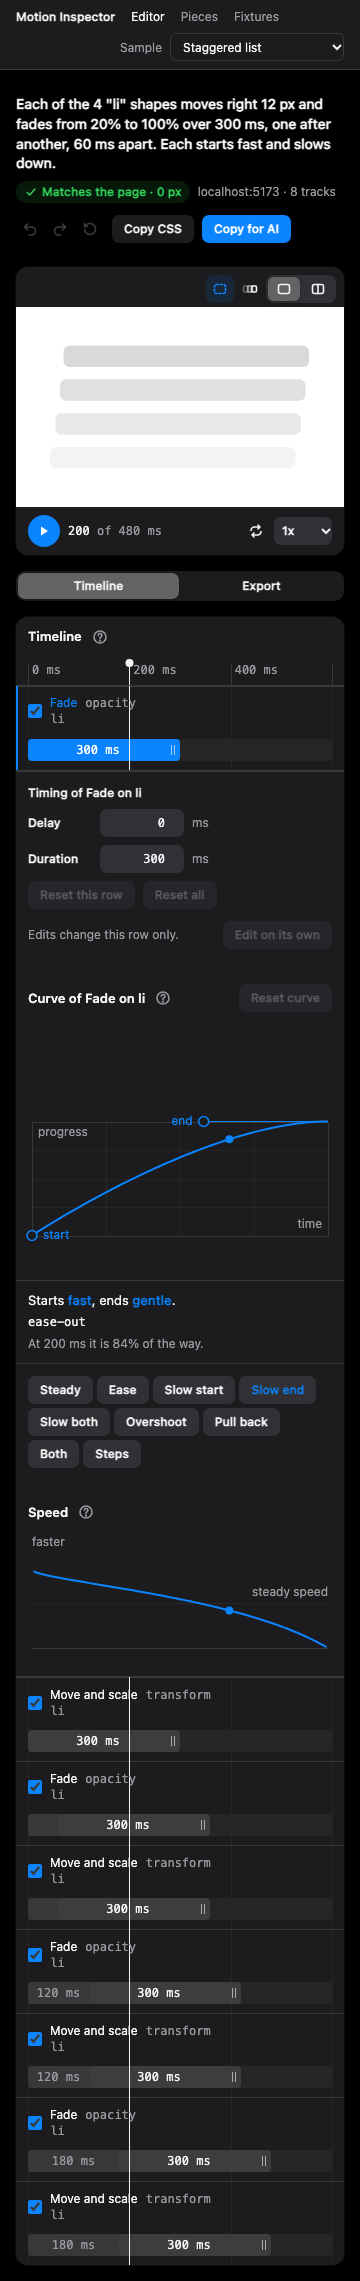 Motion Inspector Editor Pieces Fixtures
Sample Staggered list
Each of the 4 "li" shapes moves right 12 px and
fades from 20% to 100% over 300 ms, one after
another, 60 ms apart. Each starts fast and slows
down.
Matches the page · 0 px localhost:5173 · 8 tracks
Copy CSS Copy for AI
200 of 480 ms 1x
Timeline Export
Timeline
0 ms 200 ms 400 ms
Fade opacity
li
300 ms
Timing of Fade on li
Delay 0 ms
Duration 300 ms
Reset this row Reset all
Edits change this row only. Edit on its own
Curve of Fade on li Reset curve
end
progress
time
start
Starts fast, ends gentle.
ease-out
At 200 ms it is 84% of the way.
Steady Ease Slow start Slow end
Slow both Overshoot Pull back
Both Steps
Speed
faster
steady speed
Move and scale transform
li
300 ms
Fade opacity
li
300 ms
Move and scale transform
li
300 ms
Fade opacity
li
120 ms 300 ms
Move and scale transform
li
120 ms 300 ms
Fade opacity
li
180 ms 300 ms
Move and scale transform
li
180 ms 300 ms